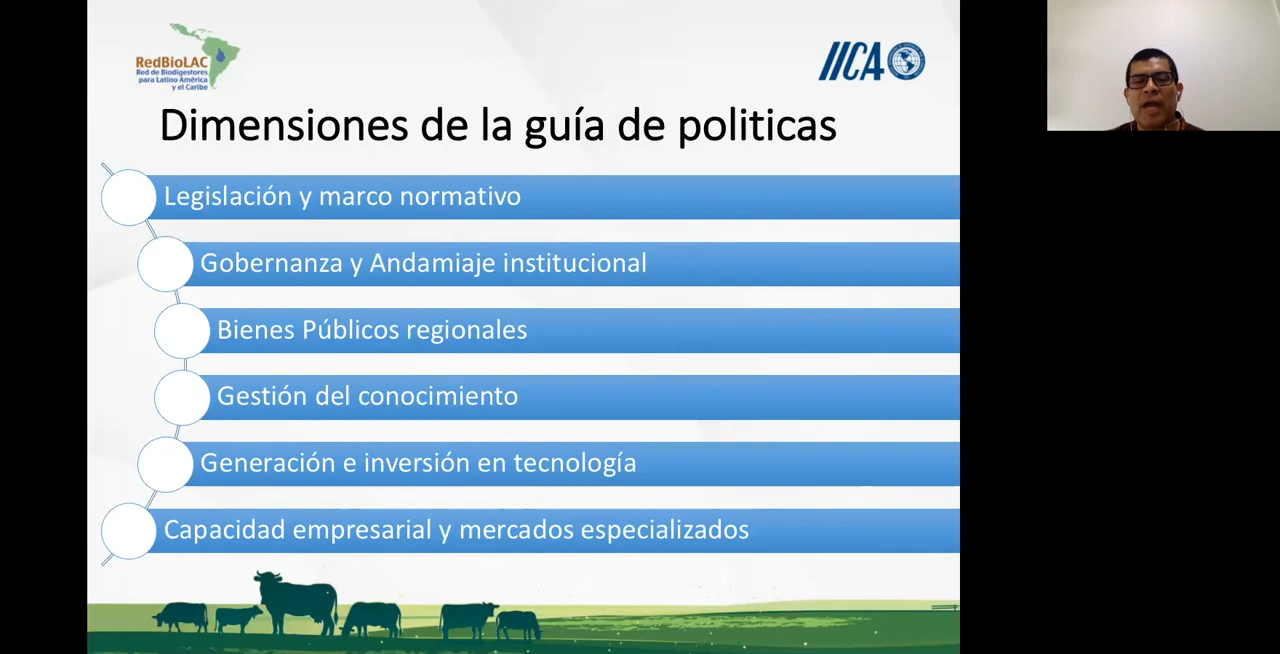 RedBioLAC
Red de Biodigestores
para Latino América
y el Caribe
IICA
Dimensiones de la guía de politicas
Legislación y marco normativo
Gobernanza y Andamiaje institucional
Bienes Públicos regionales
Gestión del conocimiento
Generación e inversión en tecnología
Capacidad empresarial y mercados especializados